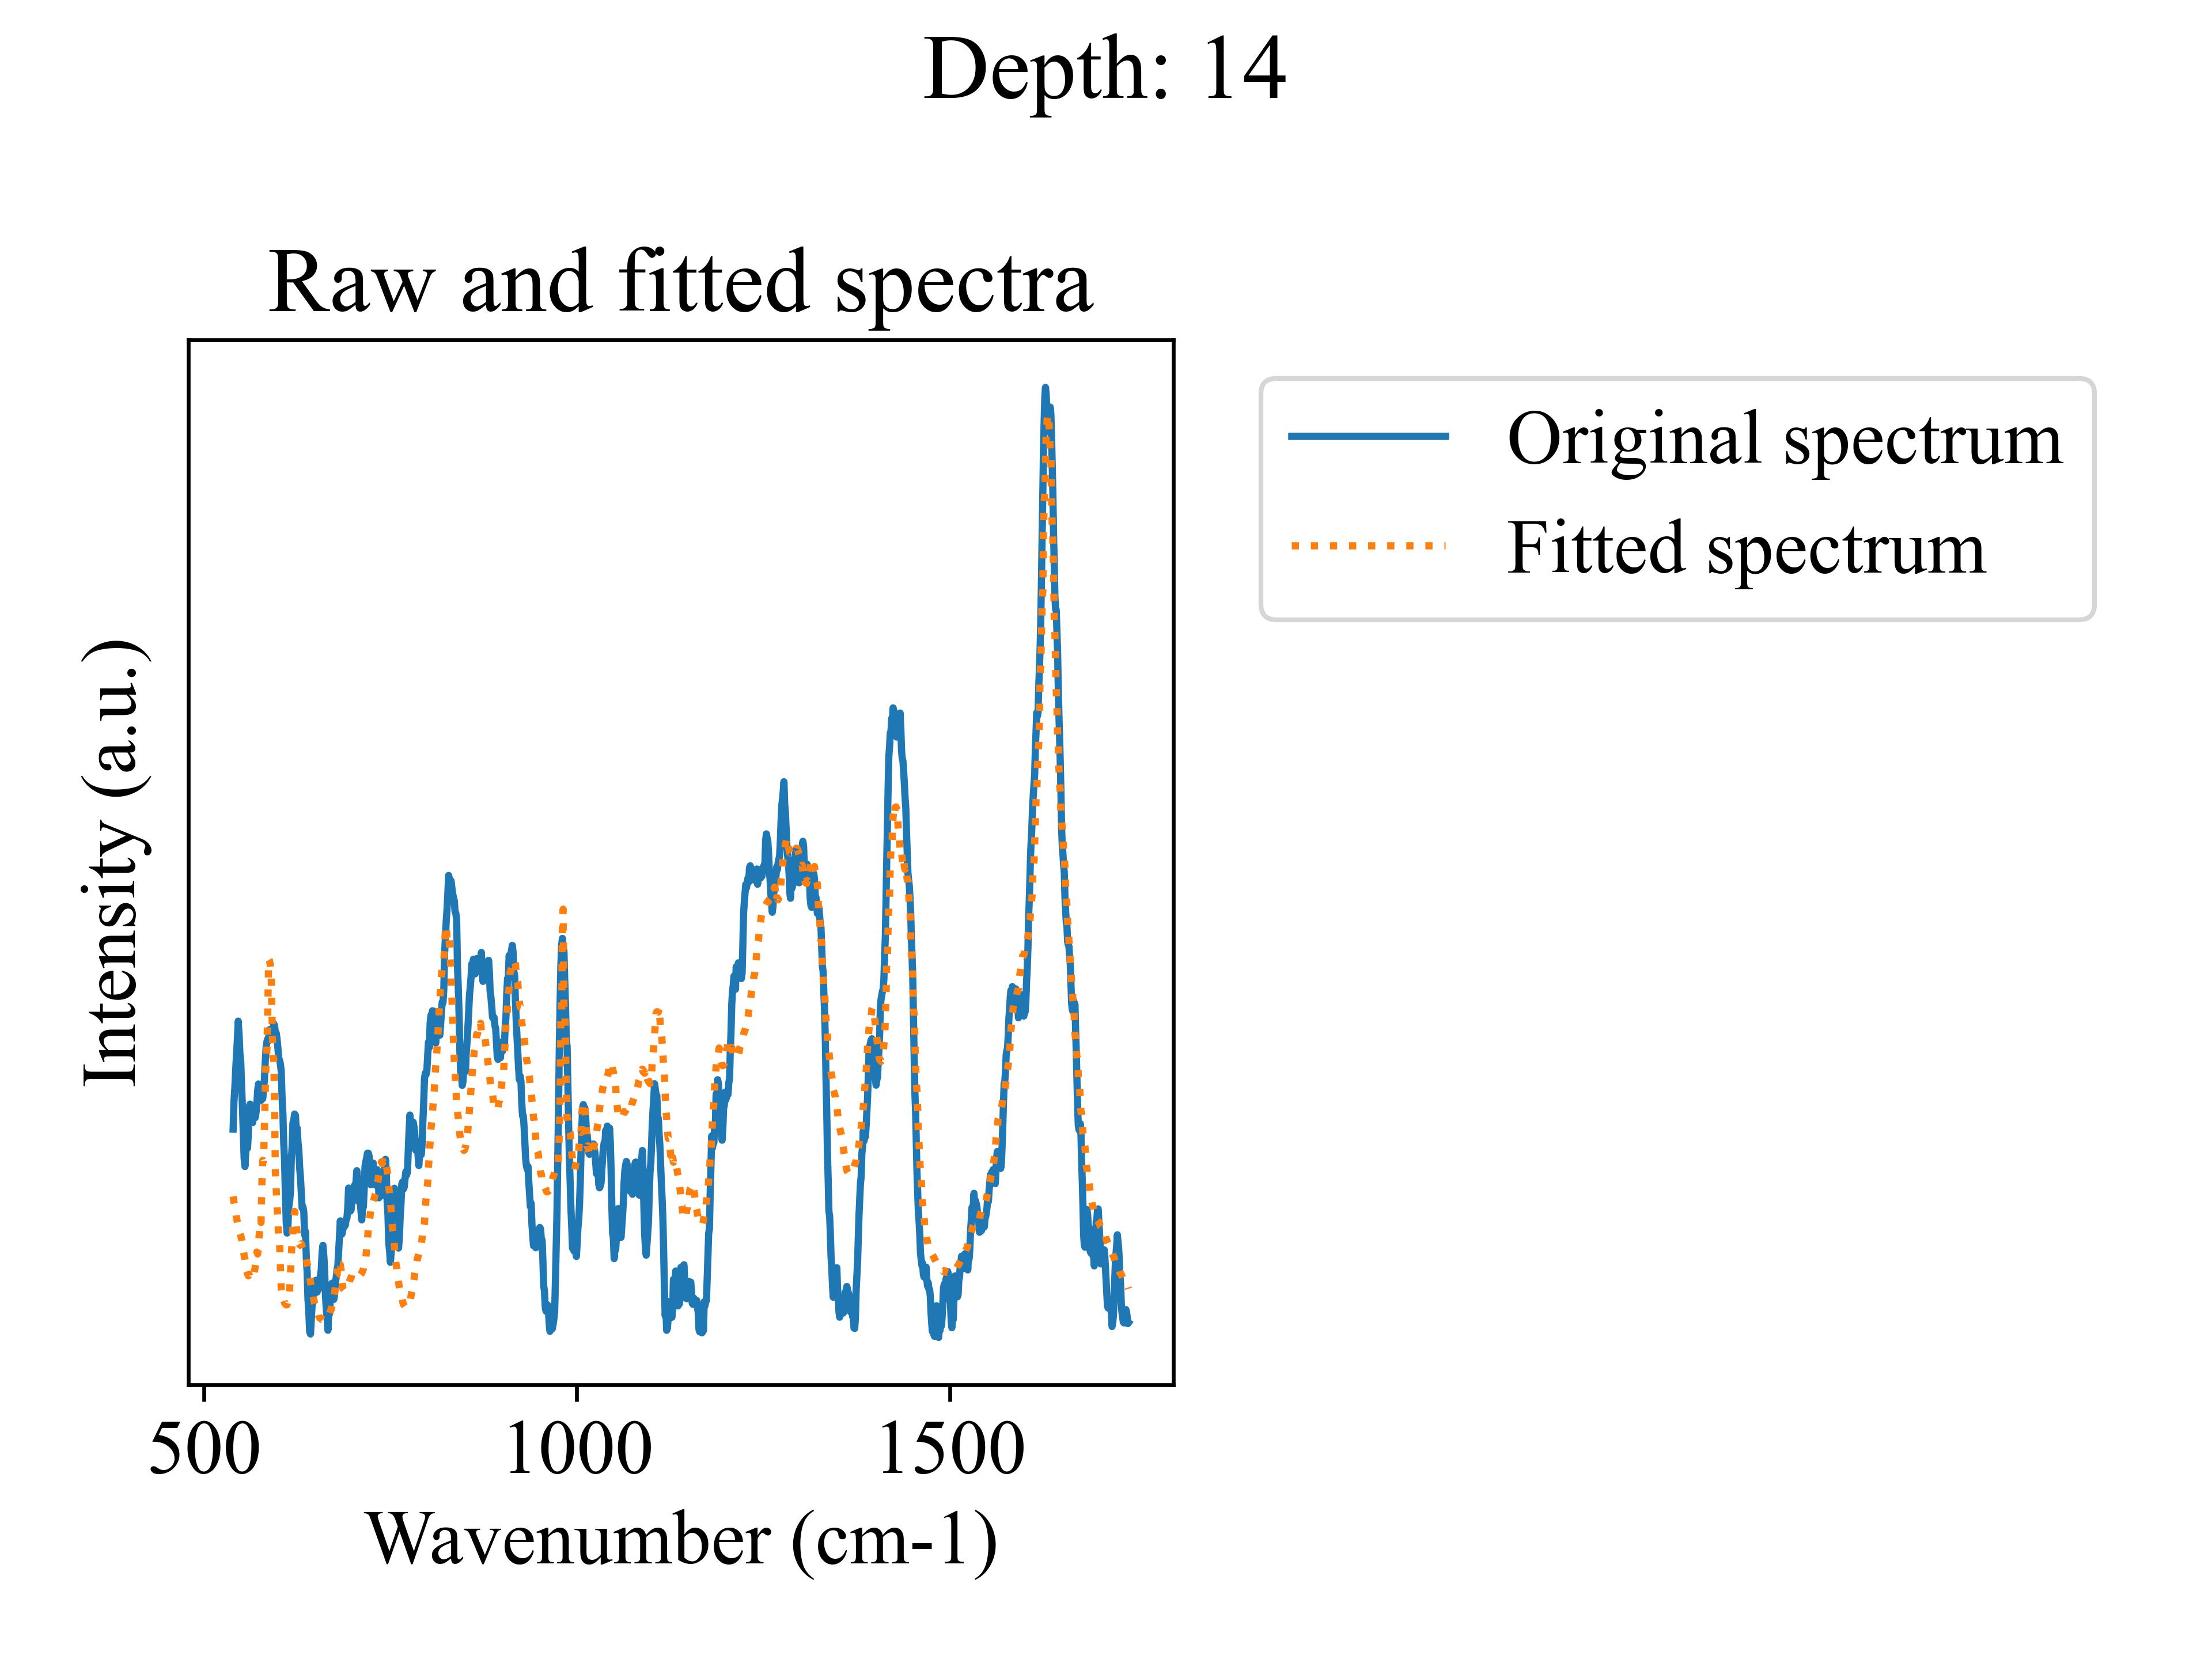 Depth: 14
Raw and fitted spectra
Original spectrum
Fitted spectrum
Intensity (a.u.)
500 1000 1500
Wavenumber (cm-1)